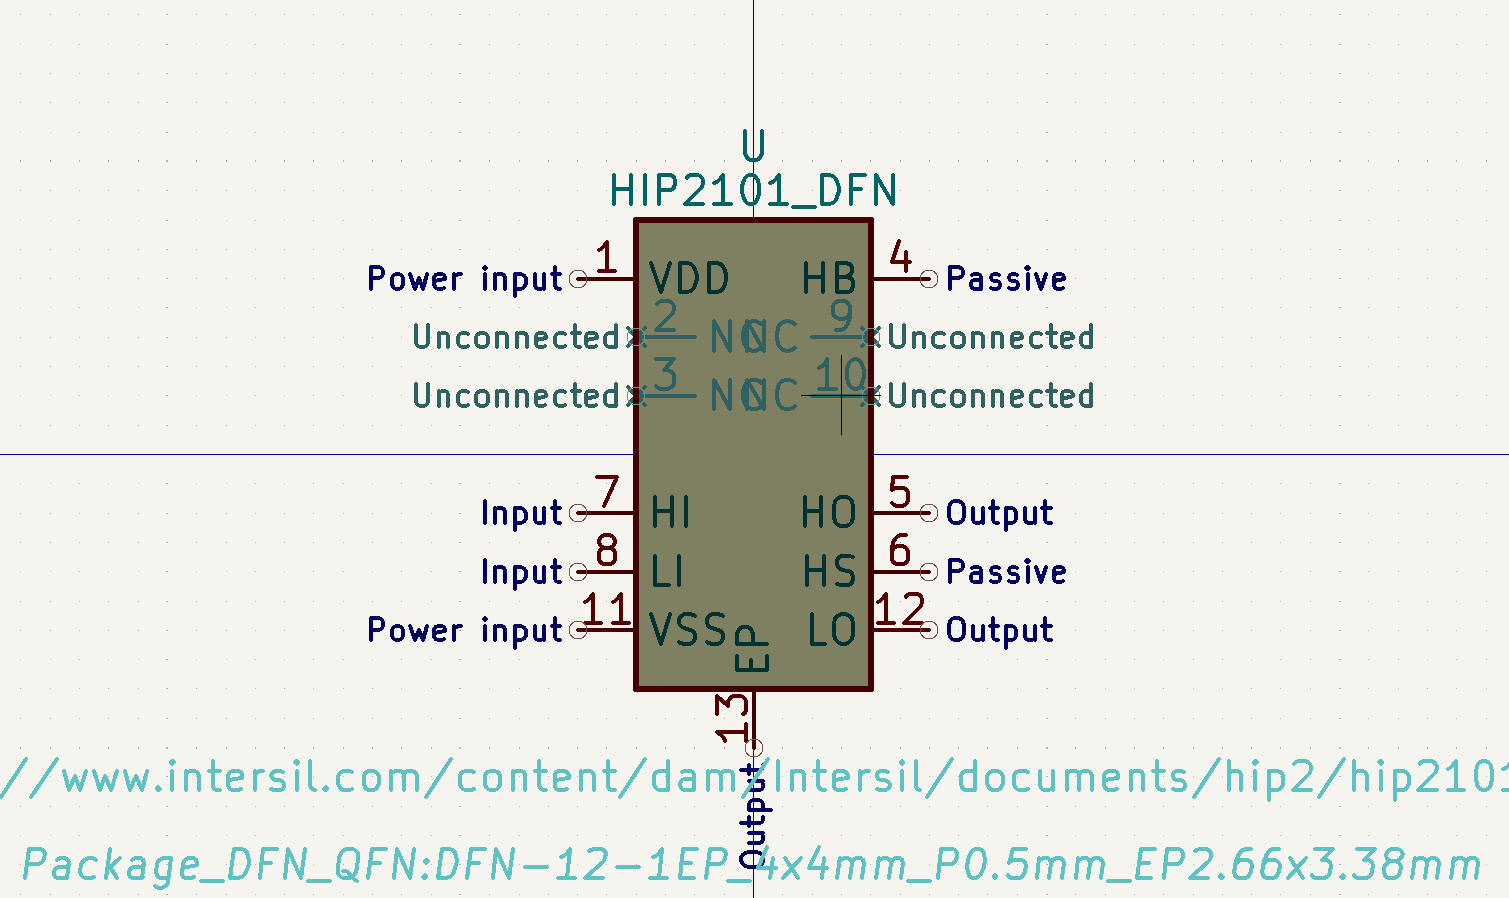 U
HIP2101_DFN
Power input 1 VDD HB 4 Passive
Unconnected 2 NC NC 9 Unconnected
Unconnected 3 NC NC 10 Unconnected
Input 7 HI HO 5 Output
Input 8 LI HS 6 Passive
Power input 11 VSS LO 12 Output
EP
13
Output
//www.intersil.com/content/dam/Intersil/documents/hip2/hip2101
Package_DFN_QFN:DFN-12-1EP_4x4mm_P0.5mm_EP2.66x3.38mm